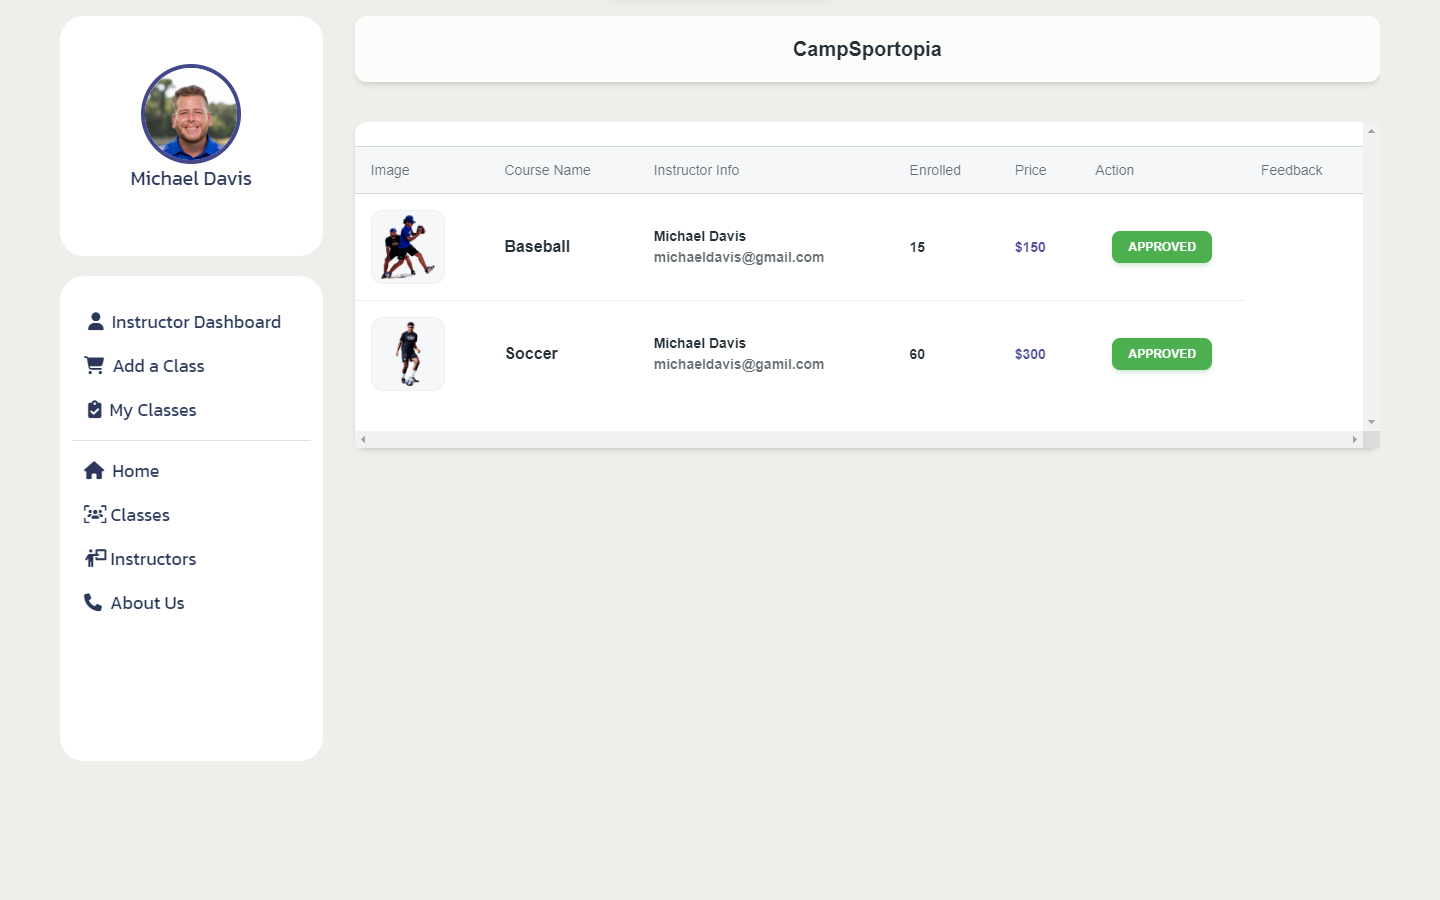 Michael Davis
Instructor Dashboard
Add a Class
My Classes
Home
Classes
Instructors
About Us
CampSportopia
Image Course Name Instructor Info Enrolled Price Action Feedback
Baseball Michael Davis michaeldavis@gmail.com 15 $150 APPROVED
Soccer Michael Davis michaeldavis@gamil.com 60 $300 APPROVED